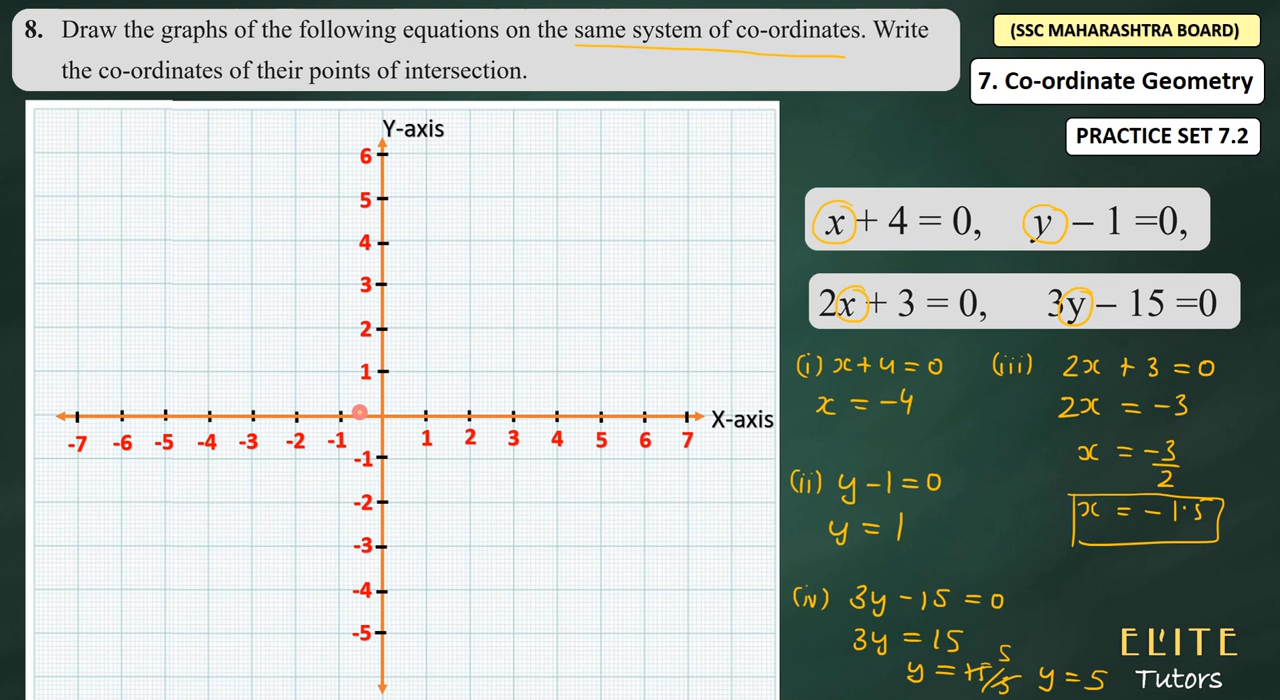 8. Draw the graphs of the following equations on the same system of co-ordinates. Write
the co-ordinates of their points of intersection.
(SSC MAHARASHTRA BOARD)
7. Co-ordinate Geometry
PRACTICE SET 7.2
Y-axis
6
5
4
3
2
1
X-axis
-7 -6 -5 -4 -3 -2 -1 1 2 3 4 5 6 7
-1
-2
-3
-4
-5
x + 4 = 0, y – 1 =0,
2x + 3 = 0, 3y – 15 =0
(i) x + 4 = 0
x = -4
(ii) y - 1 = 0
y = 1
(iii) 2x + 3 = 0
2x = -3
x = -3/2
x = -1.5
(iv) 3y - 15 = 0
3y = 15
y = 5
ELITE
Tutors